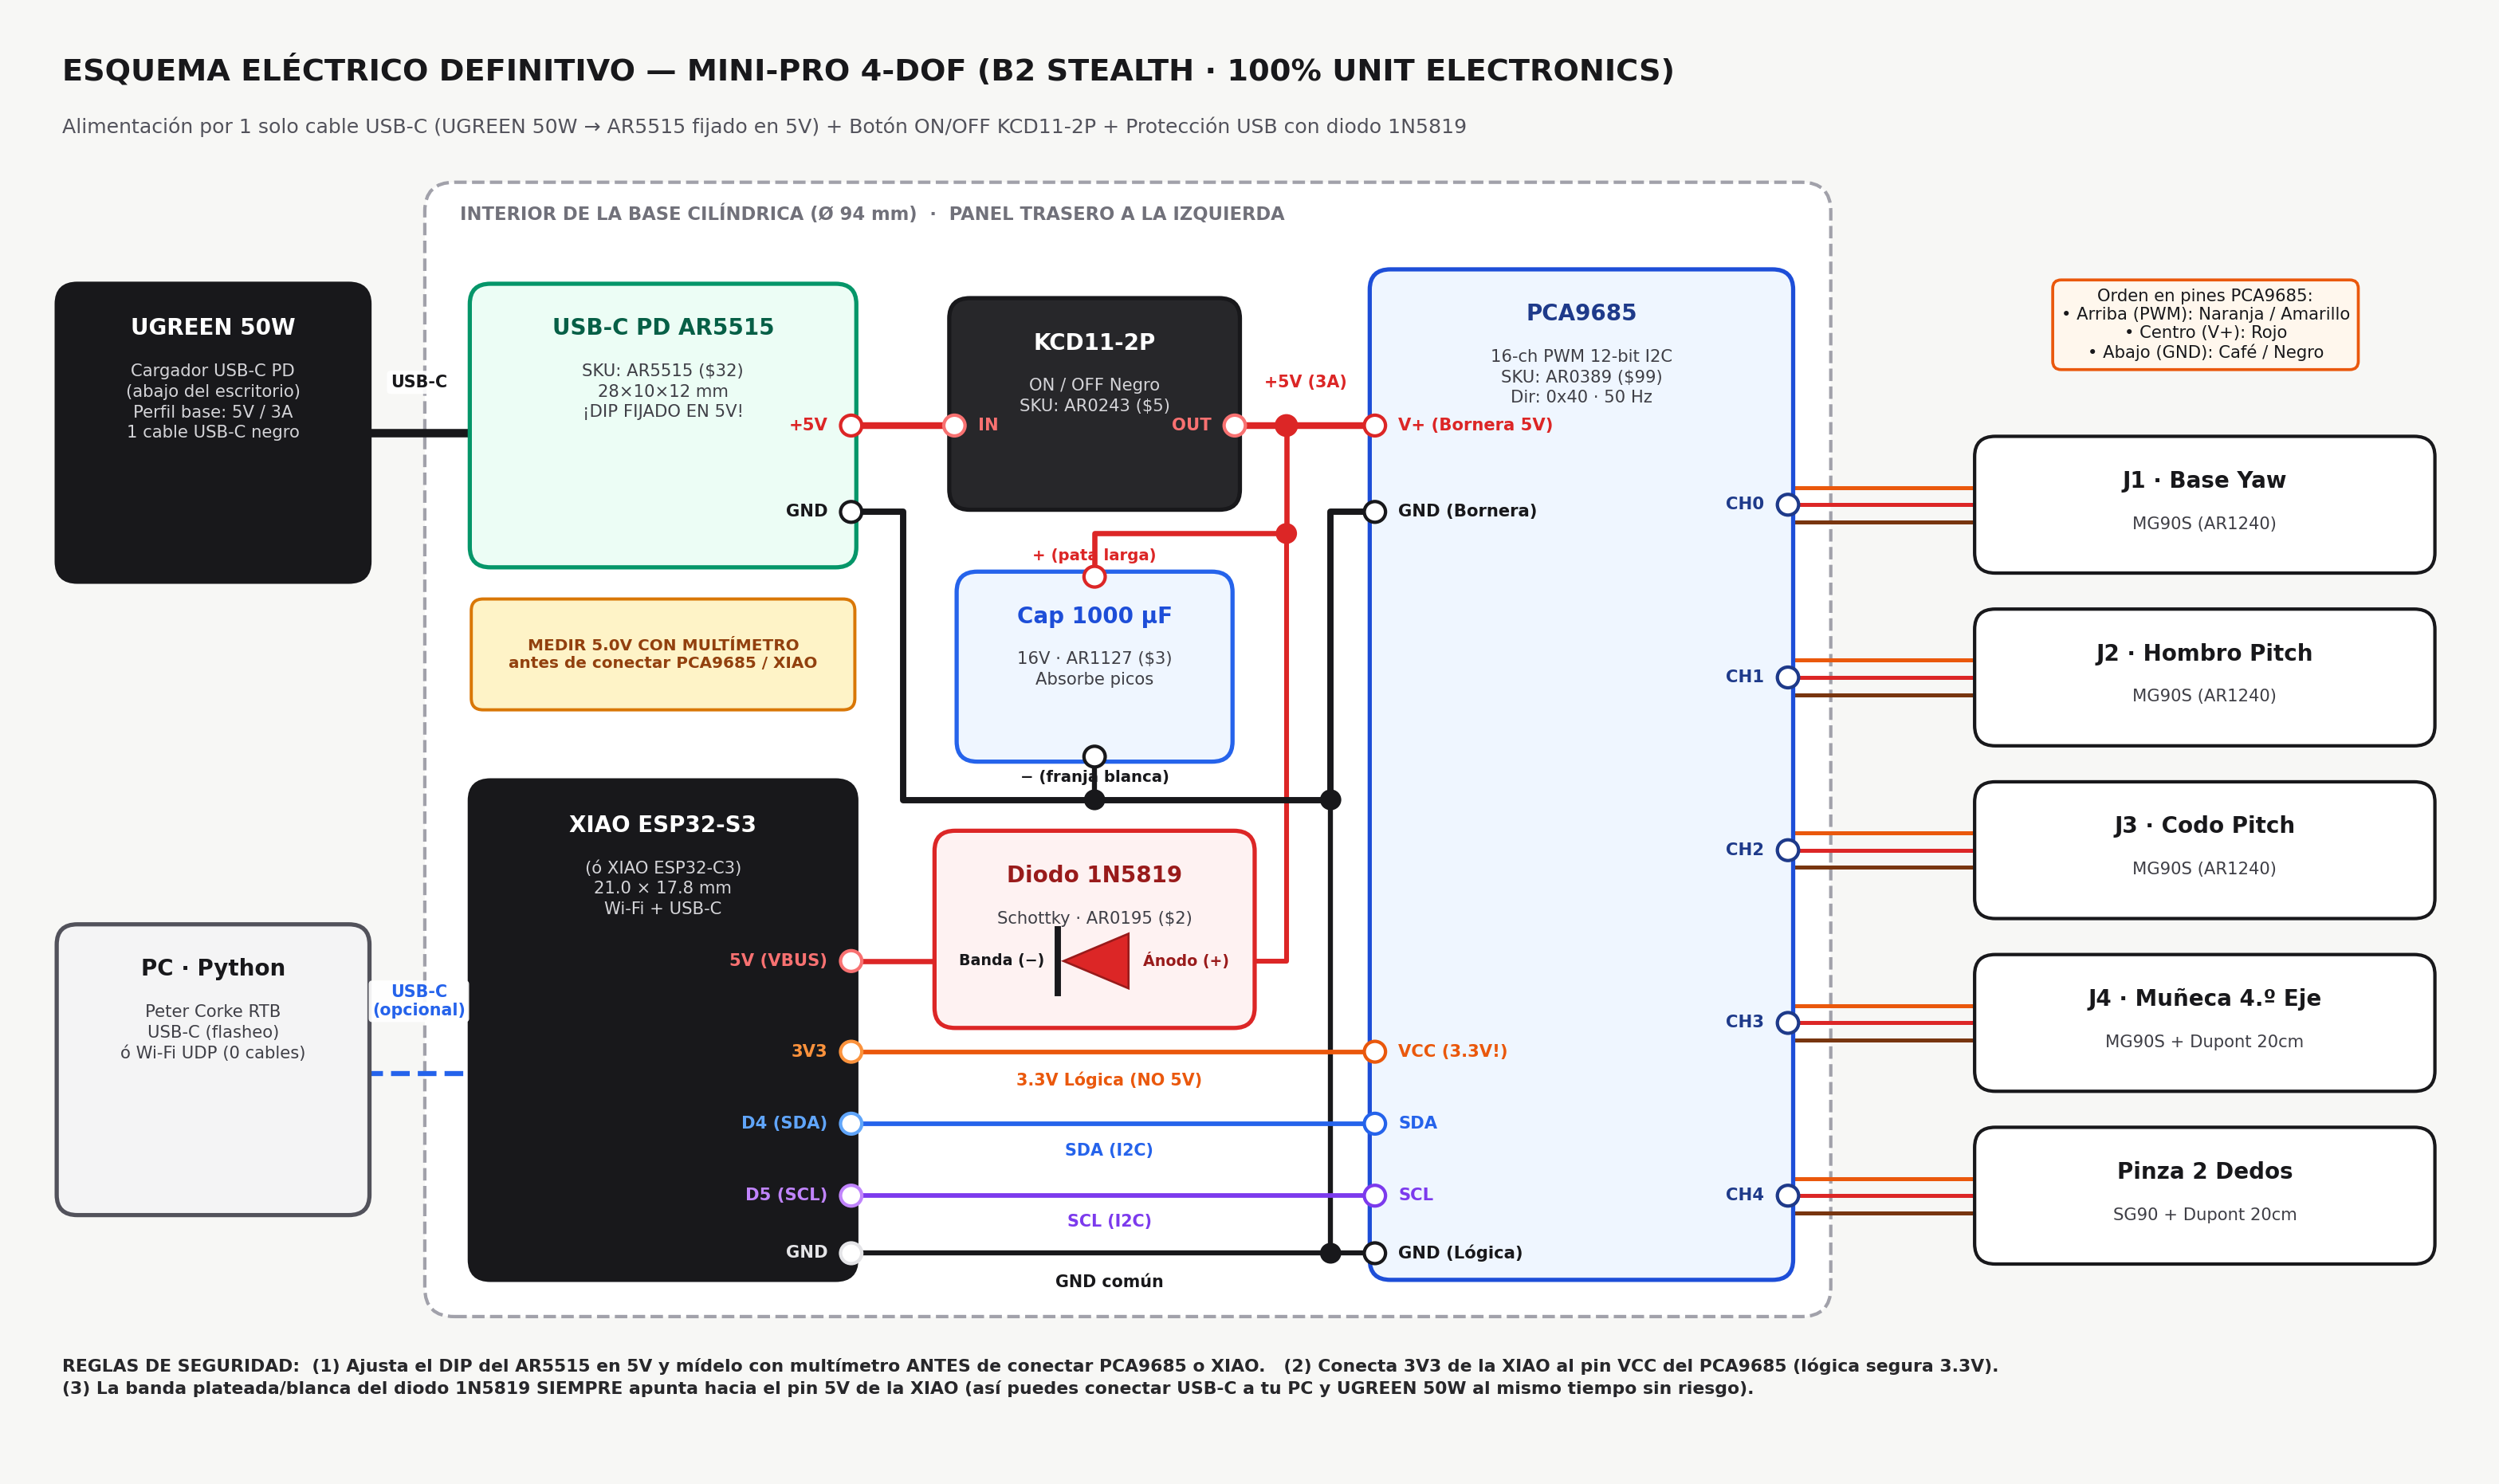 ESQUEMA ELÉCTRICO DEFINITIVO — MINI-PRO 4-DOF (B2 STEALTH · 100% UNIT ELECTRONICS)
Alimentación por 1 solo cable USB-C (UGREEN 50W → AR5515 fijado en 5V) + Botón ON/OFF KCD11-2P + Protección USB con diodo 1N5819
INTERIOR DE LA BASE CILÍNDRICA (Ø 94 mm) · PANEL TRASERO A LA IZQUIERDA
UGREEN 50W
Cargador USB-C PD
(abajo del escritorio)
Perfil base: 5V / 3A
1 cable USB-C negro
USB-C
USB-C PD AR5515
SKU: AR5515 ($32)
28×10×12 mm
¡DIP FIJADO EN 5V!
+5V
GND
KCD11-2P
ON / OFF Negro
SKU: AR0243 ($5)
IN
OUT
+5V (3A)
PCA9685
16-ch PWM 12-bit I2C
SKU: AR0389 ($99)
Dir: 0x40 · 50 Hz
V+ (Bornera 5V)
GND (Bornera)
CH0
CH1
CH2
CH3
CH4
Orden en pines PCA9685:
• Arriba (PWM): Naranja / Amarillo
• Centro (V+): Rojo
• Abajo (GND): Café / Negro
J1 · Base Yaw
MG90S (AR1240)
J2 · Hombro Pitch
MG90S (AR1240)
J3 · Codo Pitch
MG90S (AR1240)
J4 · Muñeca 4.º Eje
MG90S + Dupont 20cm
Pinza 2 Dedos
SG90 + Dupont 20cm
MEDIR 5.0V CON MULTÍMETRO
antes de conectar PCA9685 / XIAO
+ (pata larga)
Cap 1000 µF
16V · AR1127 ($3)
Absorbe picos
− (franja blanca)
XIAO ESP32-S3
(ó XIAO ESP32-C3)
21.0 × 17.8 mm
Wi-Fi + USB-C
5V (VBUS)
3V3
D4 (SDA)
D5 (SCL)
GND
Diodo 1N5819
Schottky · AR0195 ($2)
Banda (−)
Ánodo (+)
PC · Python
Peter Corke RTB
USB-C (flasheo)
ó Wi-Fi UDP (0 cables)
USB-C
(opcional)
3.3V Lógica (NO 5V)
SDA (I2C)
SCL (I2C)
GND común
VCC (3.3V!)
SDA
SCL
GND (Lógica)
REGLAS DE SEGURIDAD: (1) Ajusta el DIP del AR5515 en 5V y mídelo con multímetro ANTES de conectar PCA9685 o XIAO. (2) Conecta 3V3 de la XIAO al pin VCC del PCA9685 (lógica segura 3.3V).
(3) La banda plateada/blanca del diodo 1N5819 SIEMPRE apunta hacia el pin 5V de la XIAO (así puedes conectar USB-C a tu PC y UGREEN 50W al mismo tiempo sin riesgo).